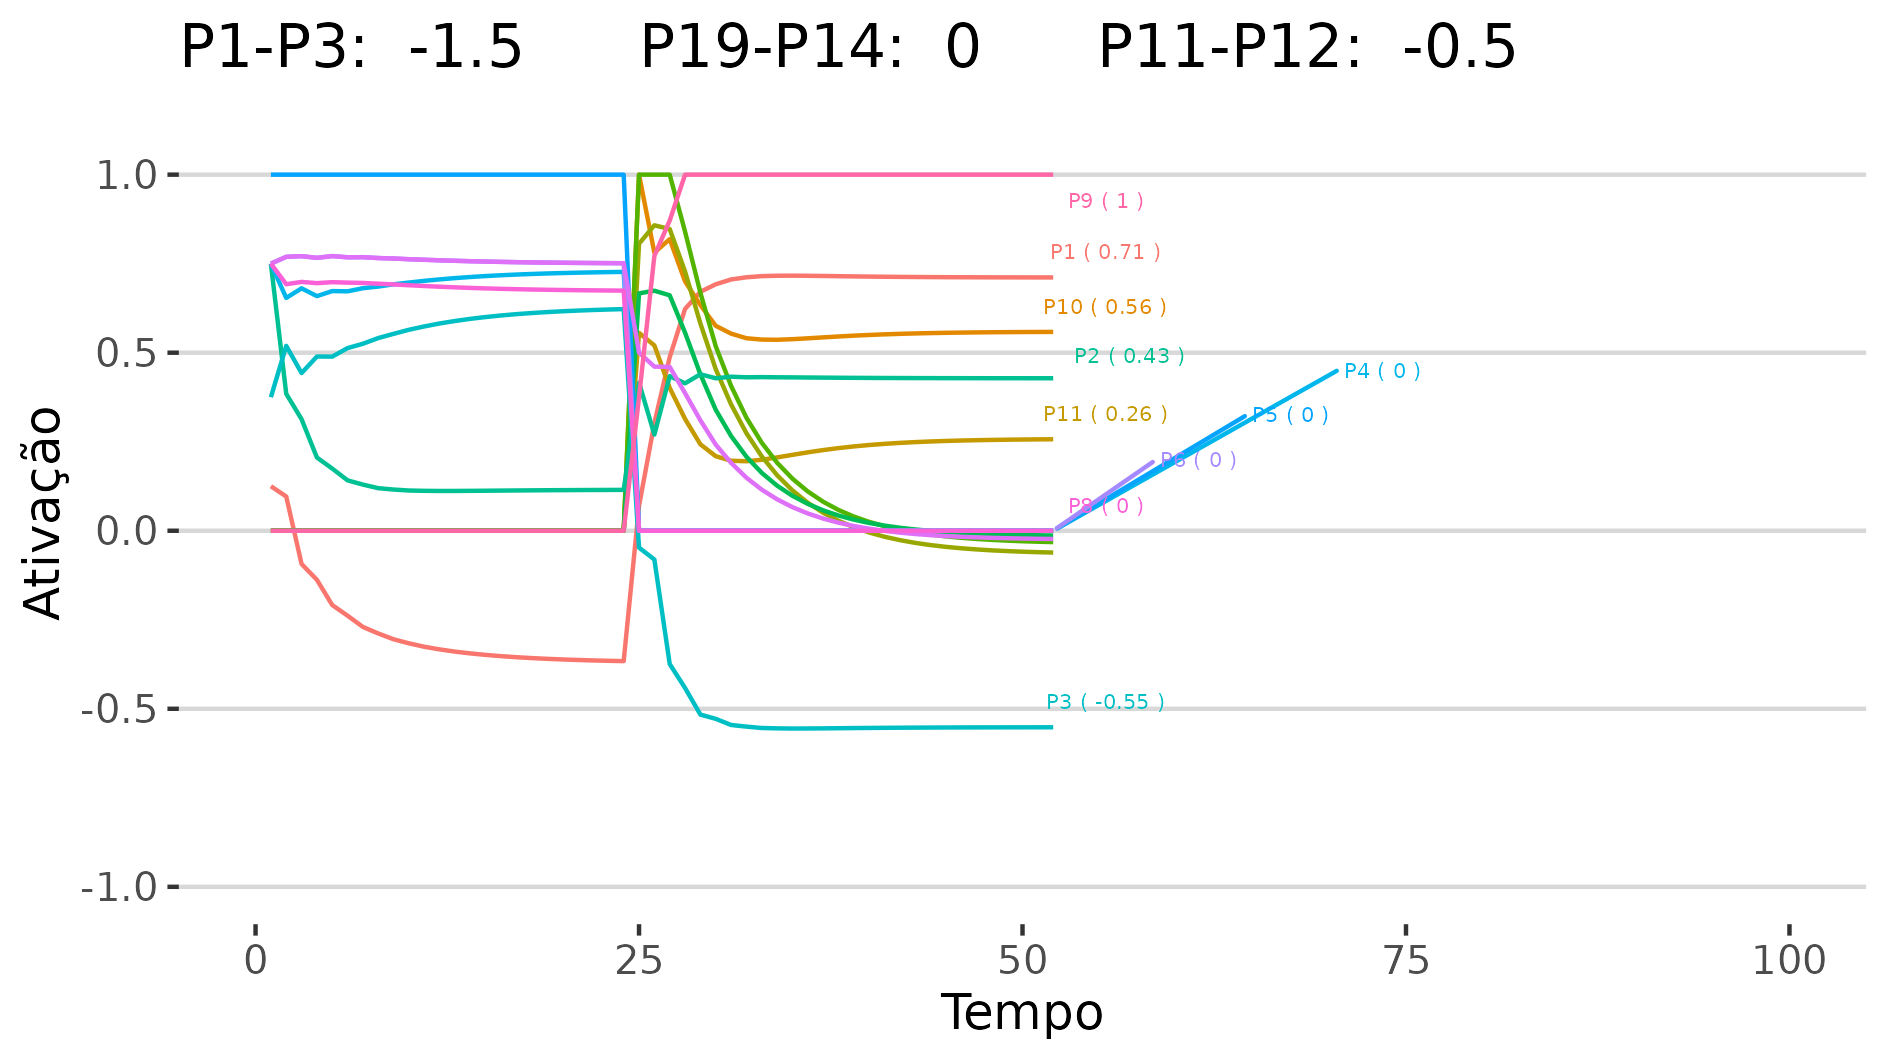 P1-P3: -1.5 P19-P14: 0 P11-P12: -0.5
1.0
0.5
0.0
-0.5
-1.0
Ativação
P9 ( 1 )
P1 ( 0.71 )
P10 ( 0.56 )
P2 ( 0.43 )
P4 ( 0 )
P11 ( 0.26 )
P5 ( 0 )
P6 ( 0 )
P8 ( 0 )
P3 ( -0.55 )
0 25 50 75 100
Tempo